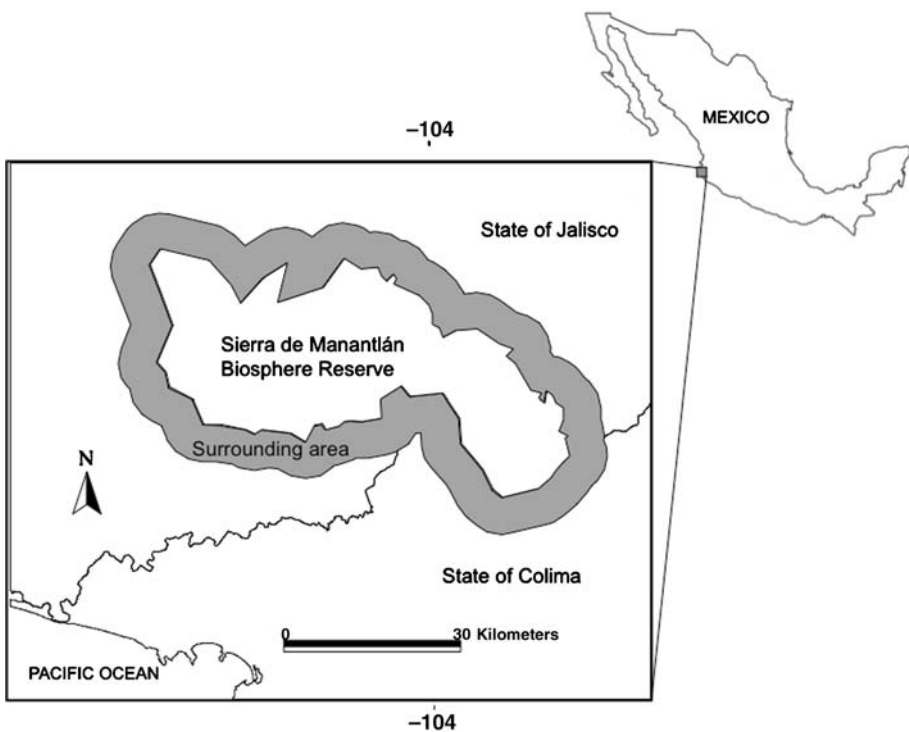 MEXICO
–104
State of Jalisco
Sierra de Manantlán
Biosphere Reserve
Surrounding area
N
State of Colima
0 30 Kilometers
PACIFIC OCEAN
–104